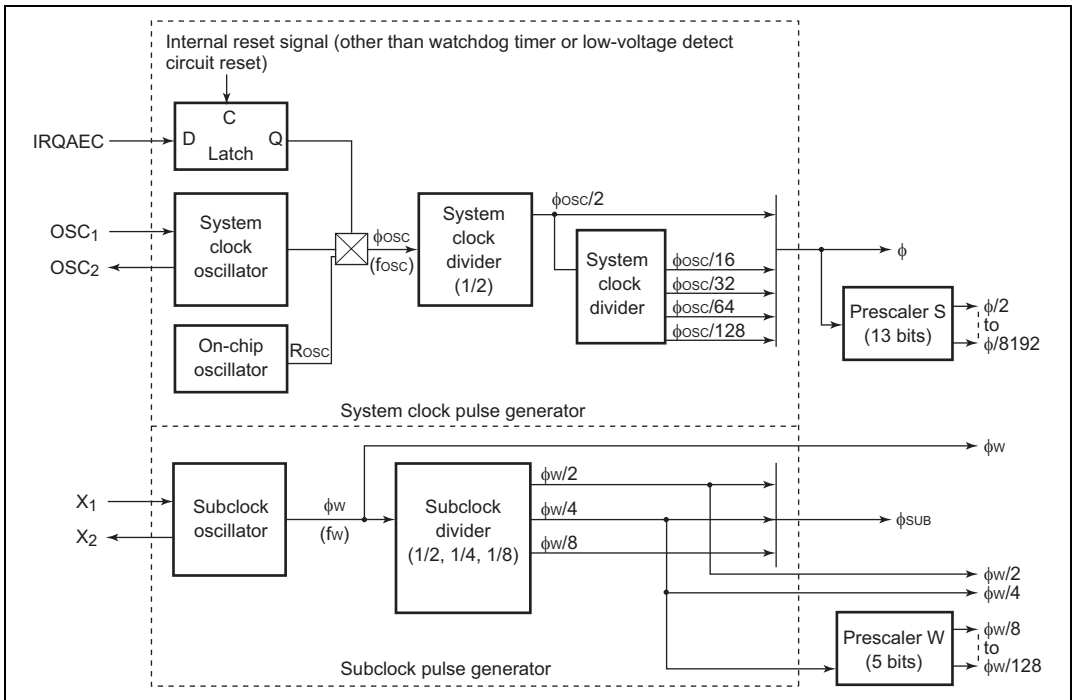 Internal reset signal (other than watchdog timer or low-voltage detect
circuit reset)
IRQAEC
C
D
Q
Latch
OSC1
OSC2
System
clock
oscillator
φOSC
(fOSC)
System
clock
divider
(1/2)
φOSC/2
System
clock
divider
φOSC/16
φOSC/32
φOSC/64
φOSC/128
φ
Prescaler S
(13 bits)
φ/2
to
φ/8192
On-chip
oscillator
ROSC
System clock pulse generator
X1
X2
Subclock
oscillator
φW
(fW)
Subclock
divider
(1/2, 1/4, 1/8)
φW/2
φW/4
φW/8
φW
φSUB
φW/2
φW/4
Prescaler W
(5 bits)
φW/8
to
φW/128
Subclock pulse generator